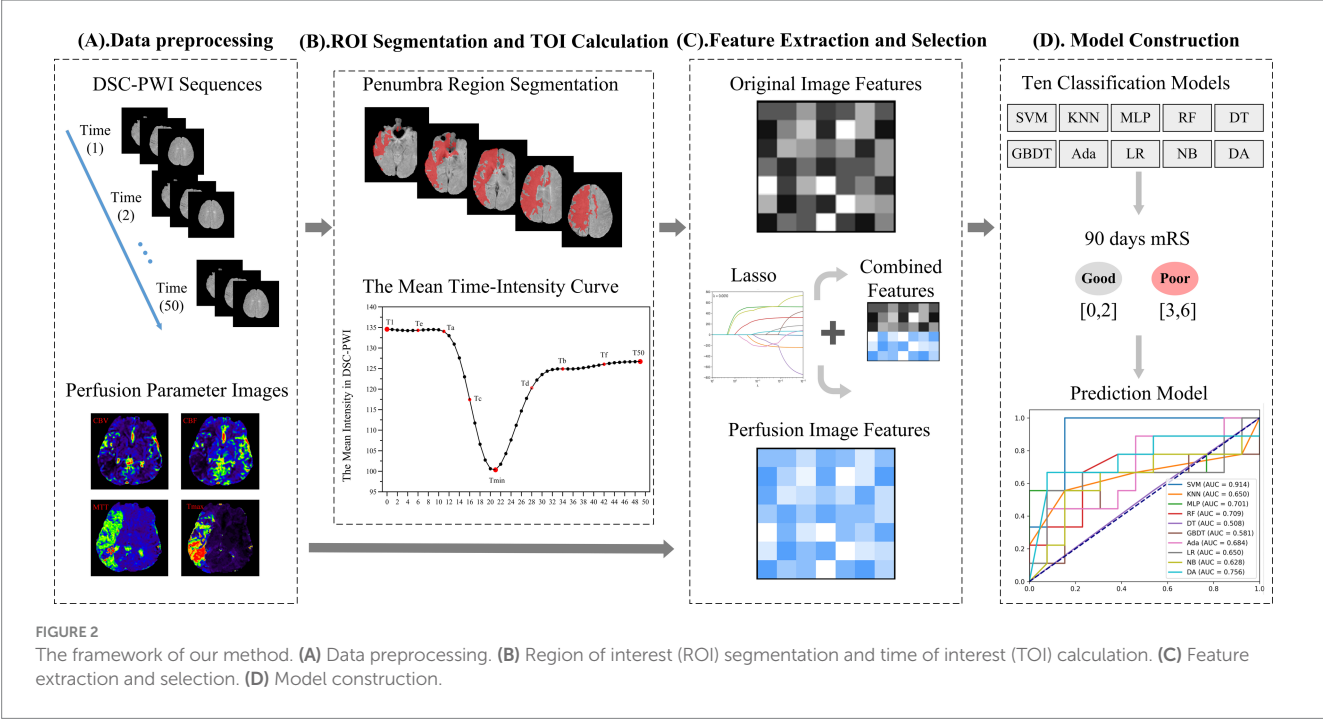 (A).Data preprocessing
(B).ROI Segmentation and TOI Calculation
(C).Feature Extraction and Selection
(D). Model Construction
DSC-PWI Sequences
Time
(1)
Time
(2)
Time
(50)
Perfusion Parameter Images
CBV
CBF
MTT
Tmax
Penumbra Region Segmentation
The Mean Time-Intensity Curve
The Mean Intensity in DSC-PWI
140
135
130
125
120
115
110
105
100
95
T1
Te
Ta
Tc
Tmin
Td
Tb
Tf
T50
0 2 4 6 8 10 12 14 16 18 20 22 24 26 28 30 32 34 36 38 40 42 44 46 48 50
Original Image Features
Lasso
Combined
Features
Perfusion Image Features
Ten Classification Models
SVM KNN MLP RF DT
GBDT Ada LR NB DA
90 days mRS
Good Poor
[0,2] [3,6]
Prediction Model
1.0
0.8
0.6
0.4
0.2
0.0
SVM (AUC = 0.914)
KNN (AUC = 0.650)
MLP (AUC = 0.701)
RF (AUC = 0.709)
DT (AUC = 0.508)
GBDT (AUC = 0.581)
Ada (AUC = 0.684)
LR (AUC = 0.650)
NB (AUC = 0.628)
DA (AUC = 0.756)
0.0 0.2 0.4 0.6 0.8 1.0
FIGURE 2
The framework of our method. (A) Data preprocessing. (B) Region of interest (ROI) segmentation and time of interest (TOI) calculation. (C) Feature
extraction and selection. (D) Model construction.